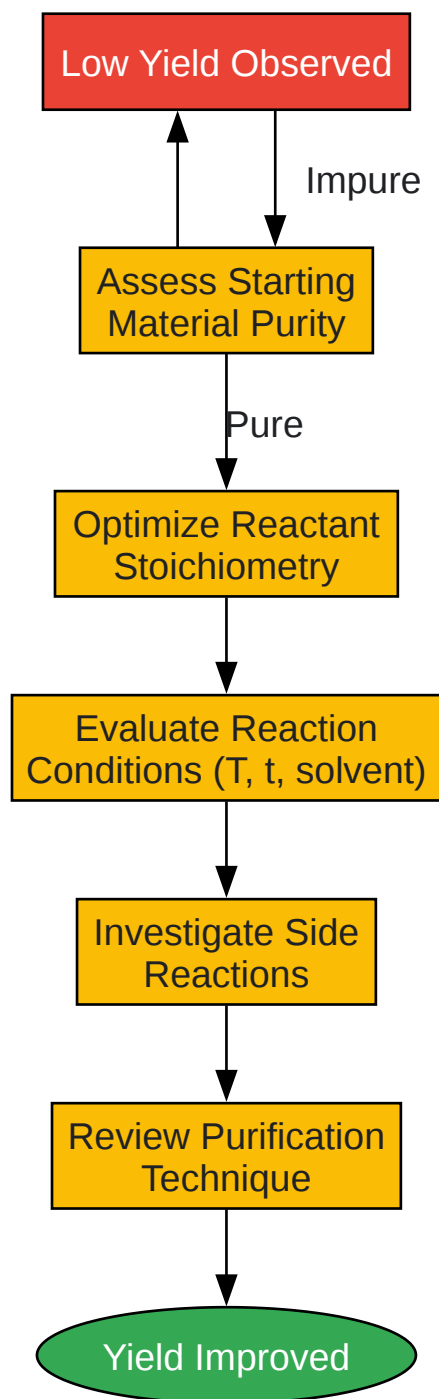 Low Yield Observed
Impure
Assess Starting
Material Purity
Pure
Optimize Reactant
Stoichiometry
Evaluate Reaction
Conditions (T, t, solvent)
Investigate Side
Reactions
Review Purification
Technique
Yield Improved